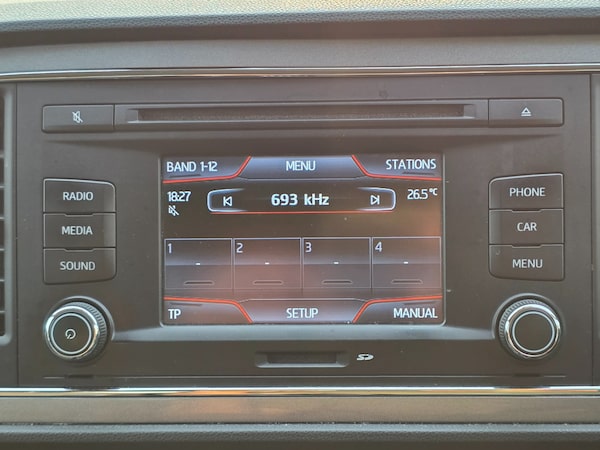 BAND 1-12 MENU STATIONS
RADIO 18:27 693 kHz 26.5 °C PHONE
MEDIA CAR
SOUND 1 2 3 4 MENU
TP SETUP MANUAL
SD